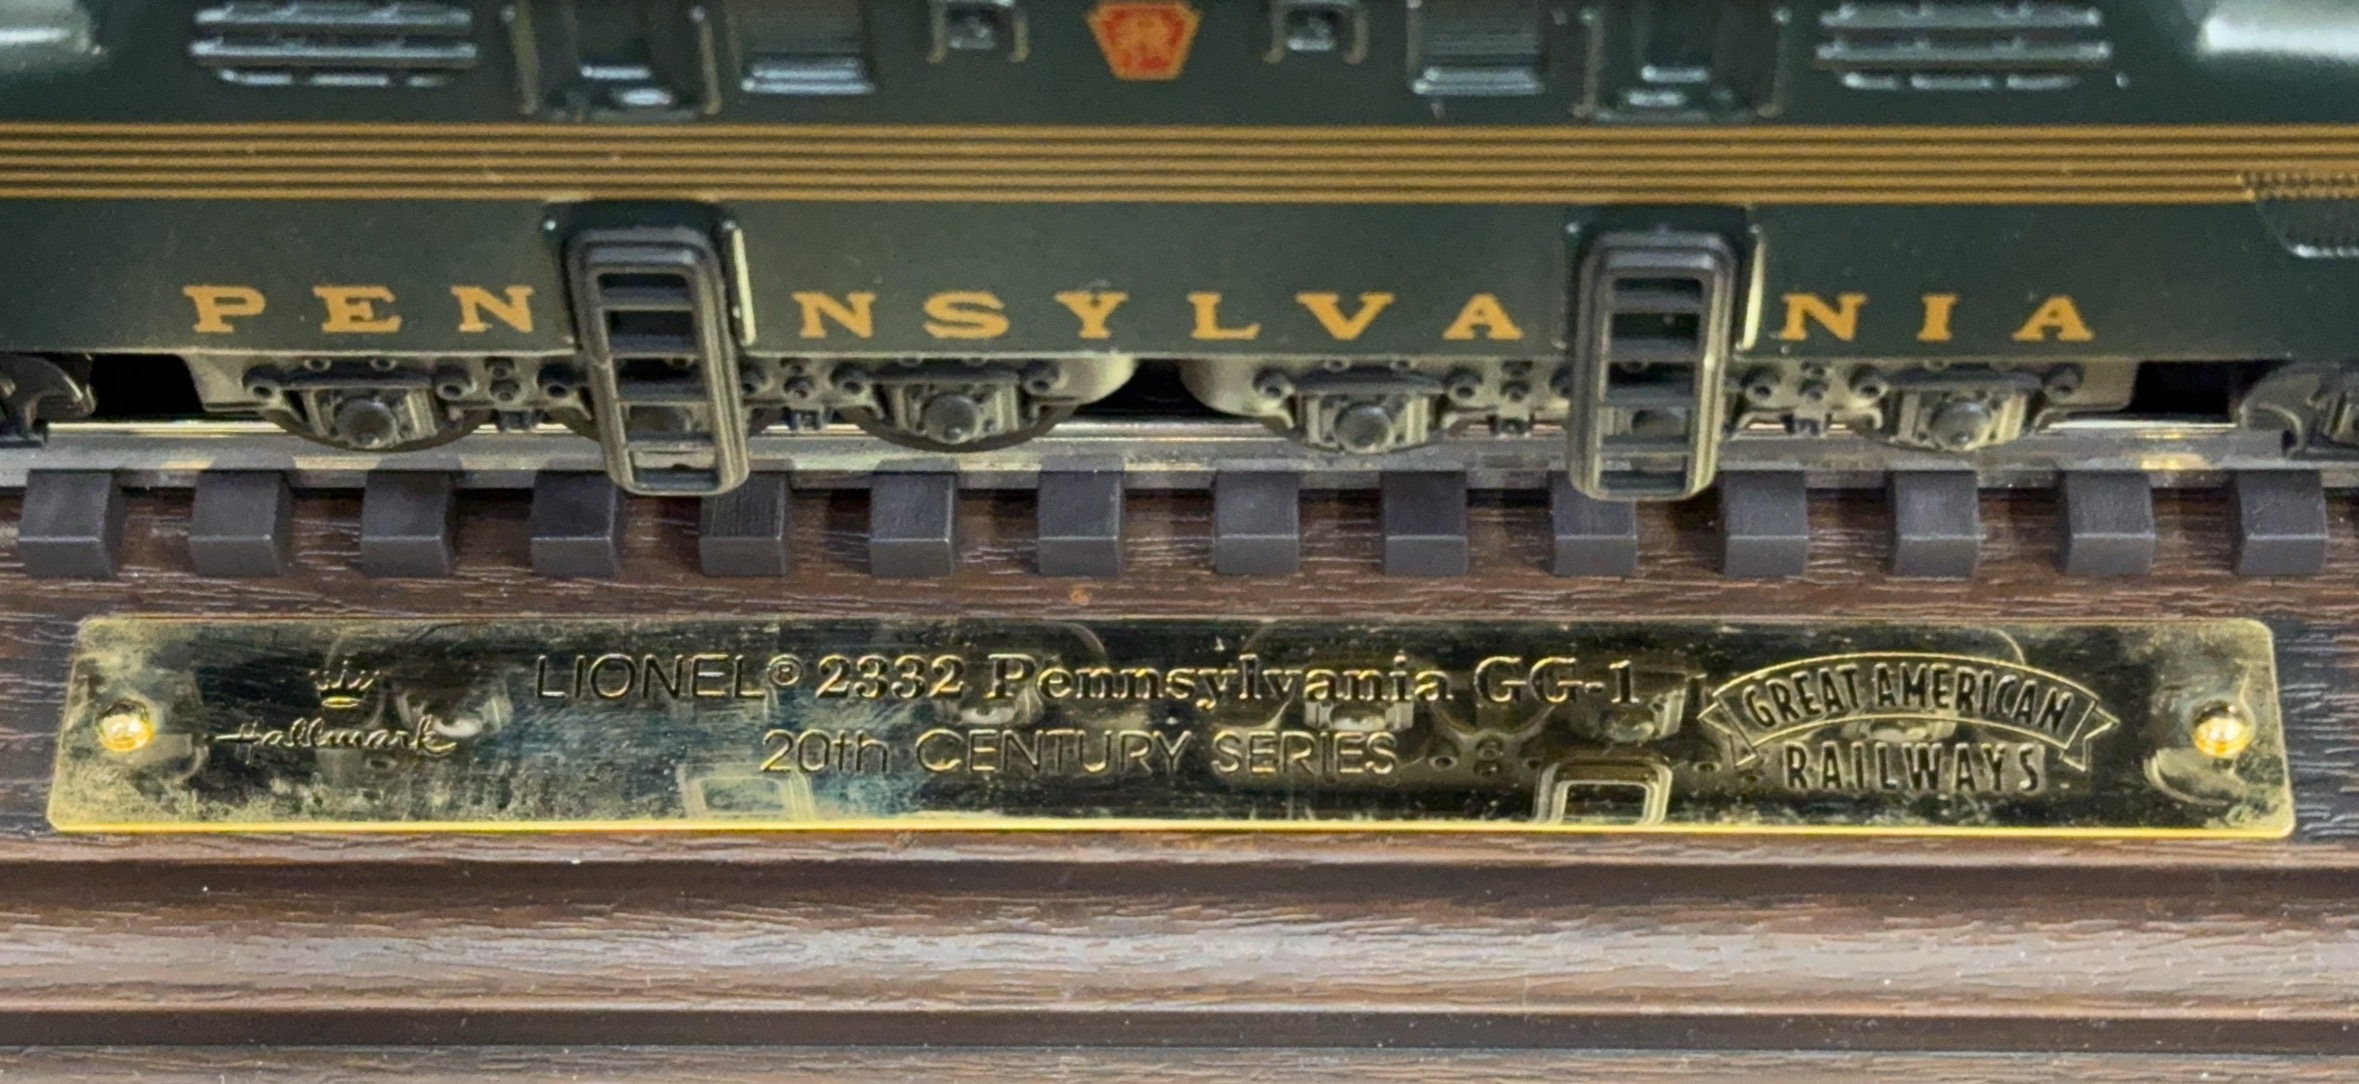 PENNSYLVANIA
Hallmark
LIONEL® 2332 Pennsylvania GG-1
20th CENTURY SERIES
GREAT AMERICAN
RAILWAYS